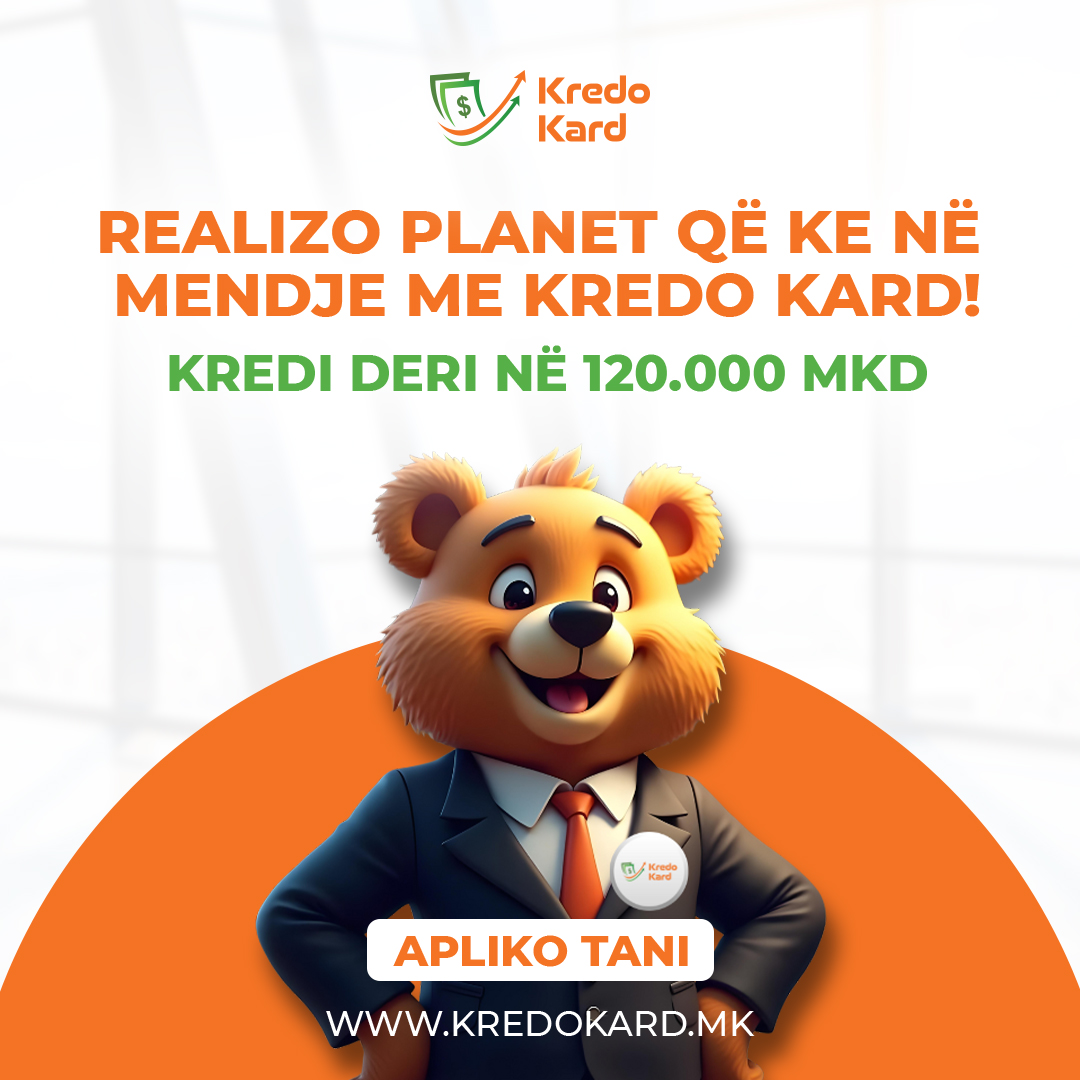 Kredo
Kard
REALIZO PLANET QË KE NË
MENDJE ME KREDO KARD!
KREDI DERI NË 120.000 MKD
Kredo
Kard
APLIKO TANI
WWW.KREDOKARD.MK